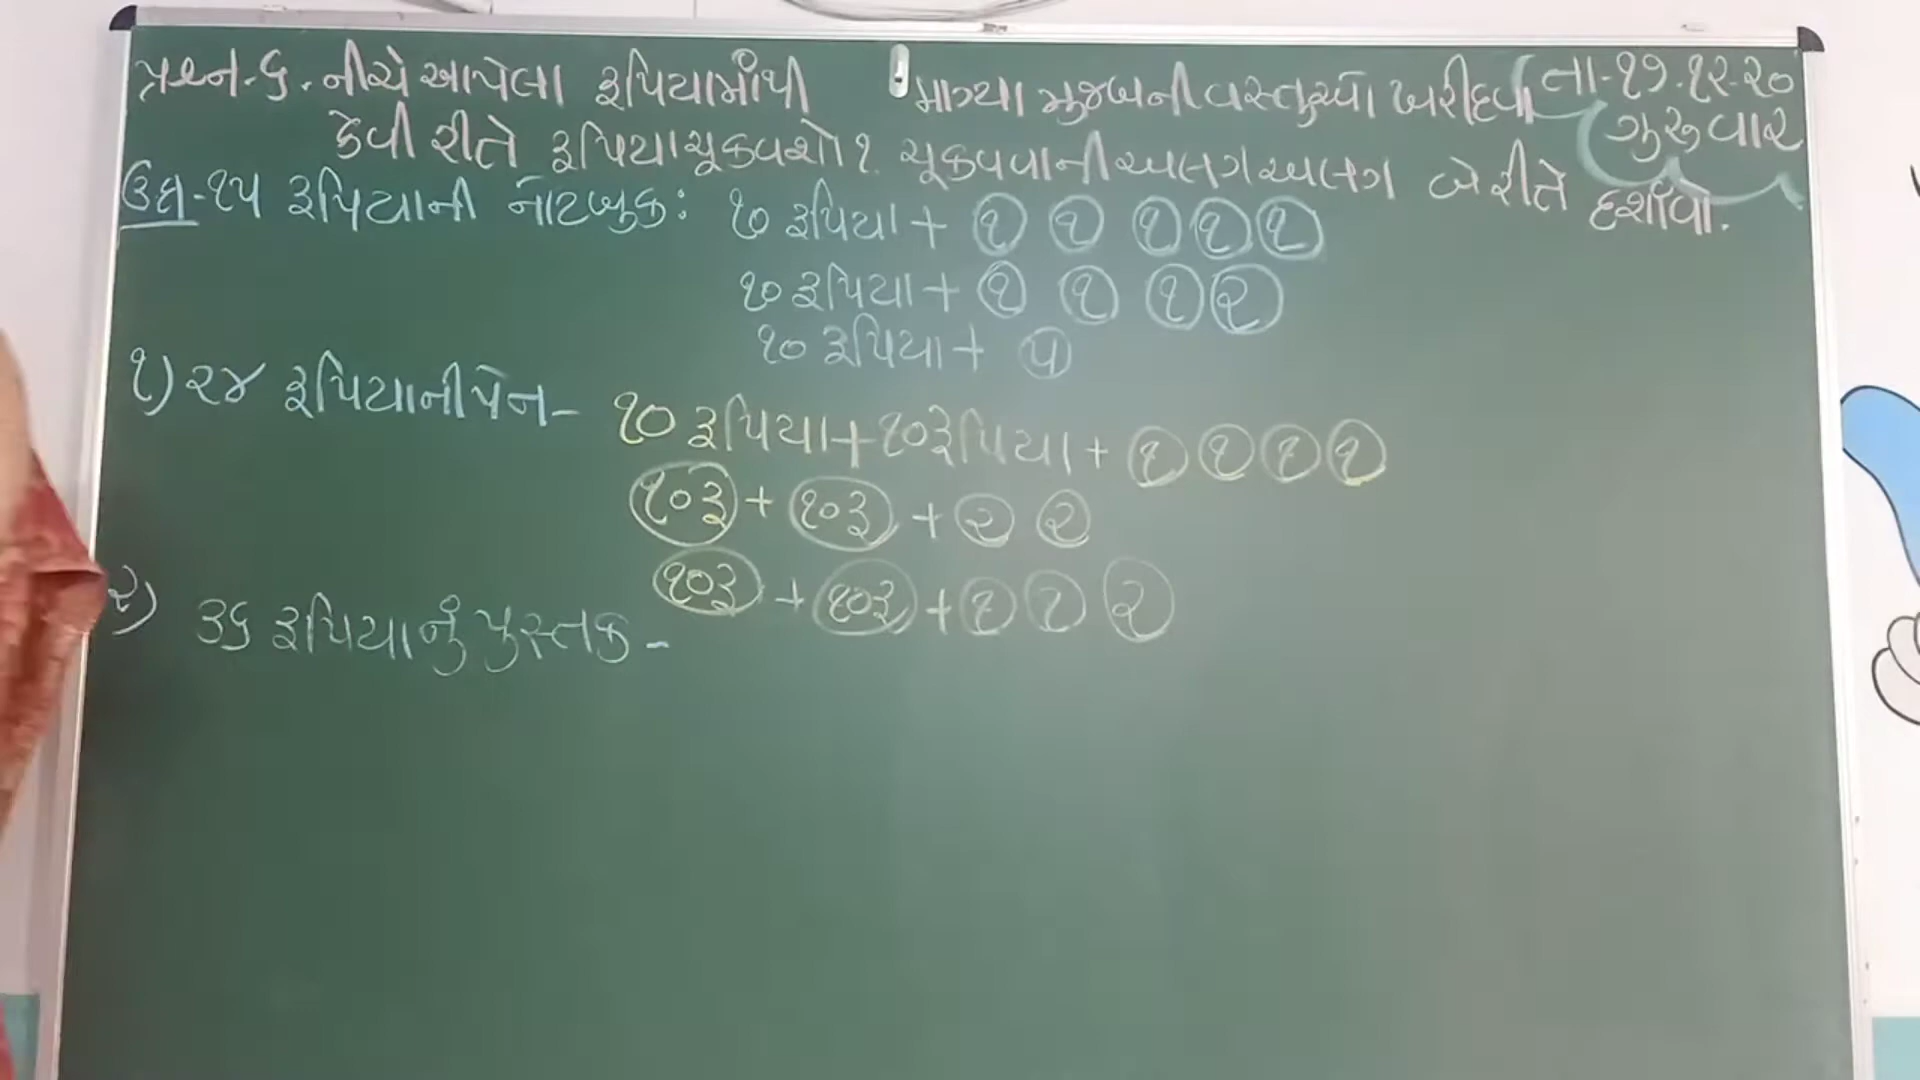 પ્રશ્ન.૬. નીચે આપેલા રૂપિયામાંથી માગ્યા મુજબની વસ્તુઓ ખરીદવા
તા-૧૭.૧૨.૨૦
ગુરુવાર
કેવી રીતે રૂપિયા ચૂકવશો? ચૂકવવાની અલગ અલગ બે રીતે દર્શાવો.
ઉદા-૧૫ રૂપિયાની નોટબુક: ૧૦ રૂપિયા + ૧ ૧ ૧ ૧ ૧
૧૦ રૂપિયા + ૧ ૧ ૧ ૨
૧૦ રૂપિયા + ૫
૧) ૨૪ રૂપિયાની પેન - ૧૦ રૂપિયા + ૧૦ રૂપિયા + ૧ ૧ ૧ ૧
૧૦રૂ + ૧૦રૂ + ૨ ૨
૧૦રૂ + ૧૦રૂ + ૧ ૧ ૨
૨) ૩૬ રૂપિયાનું પુસ્તક -